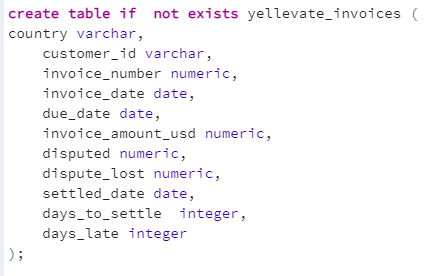 create table if  not exists yellevate_invoices (
country varchar,
    customer_id varchar,
    invoice_number numeric,
    invoice_date date,
    due_date date,
    invoice_amount_usd numeric,
    disputed numeric,
    dispute_lost numeric,
    settled_date date,
    days_to_settle  integer,
    days_late integer
);